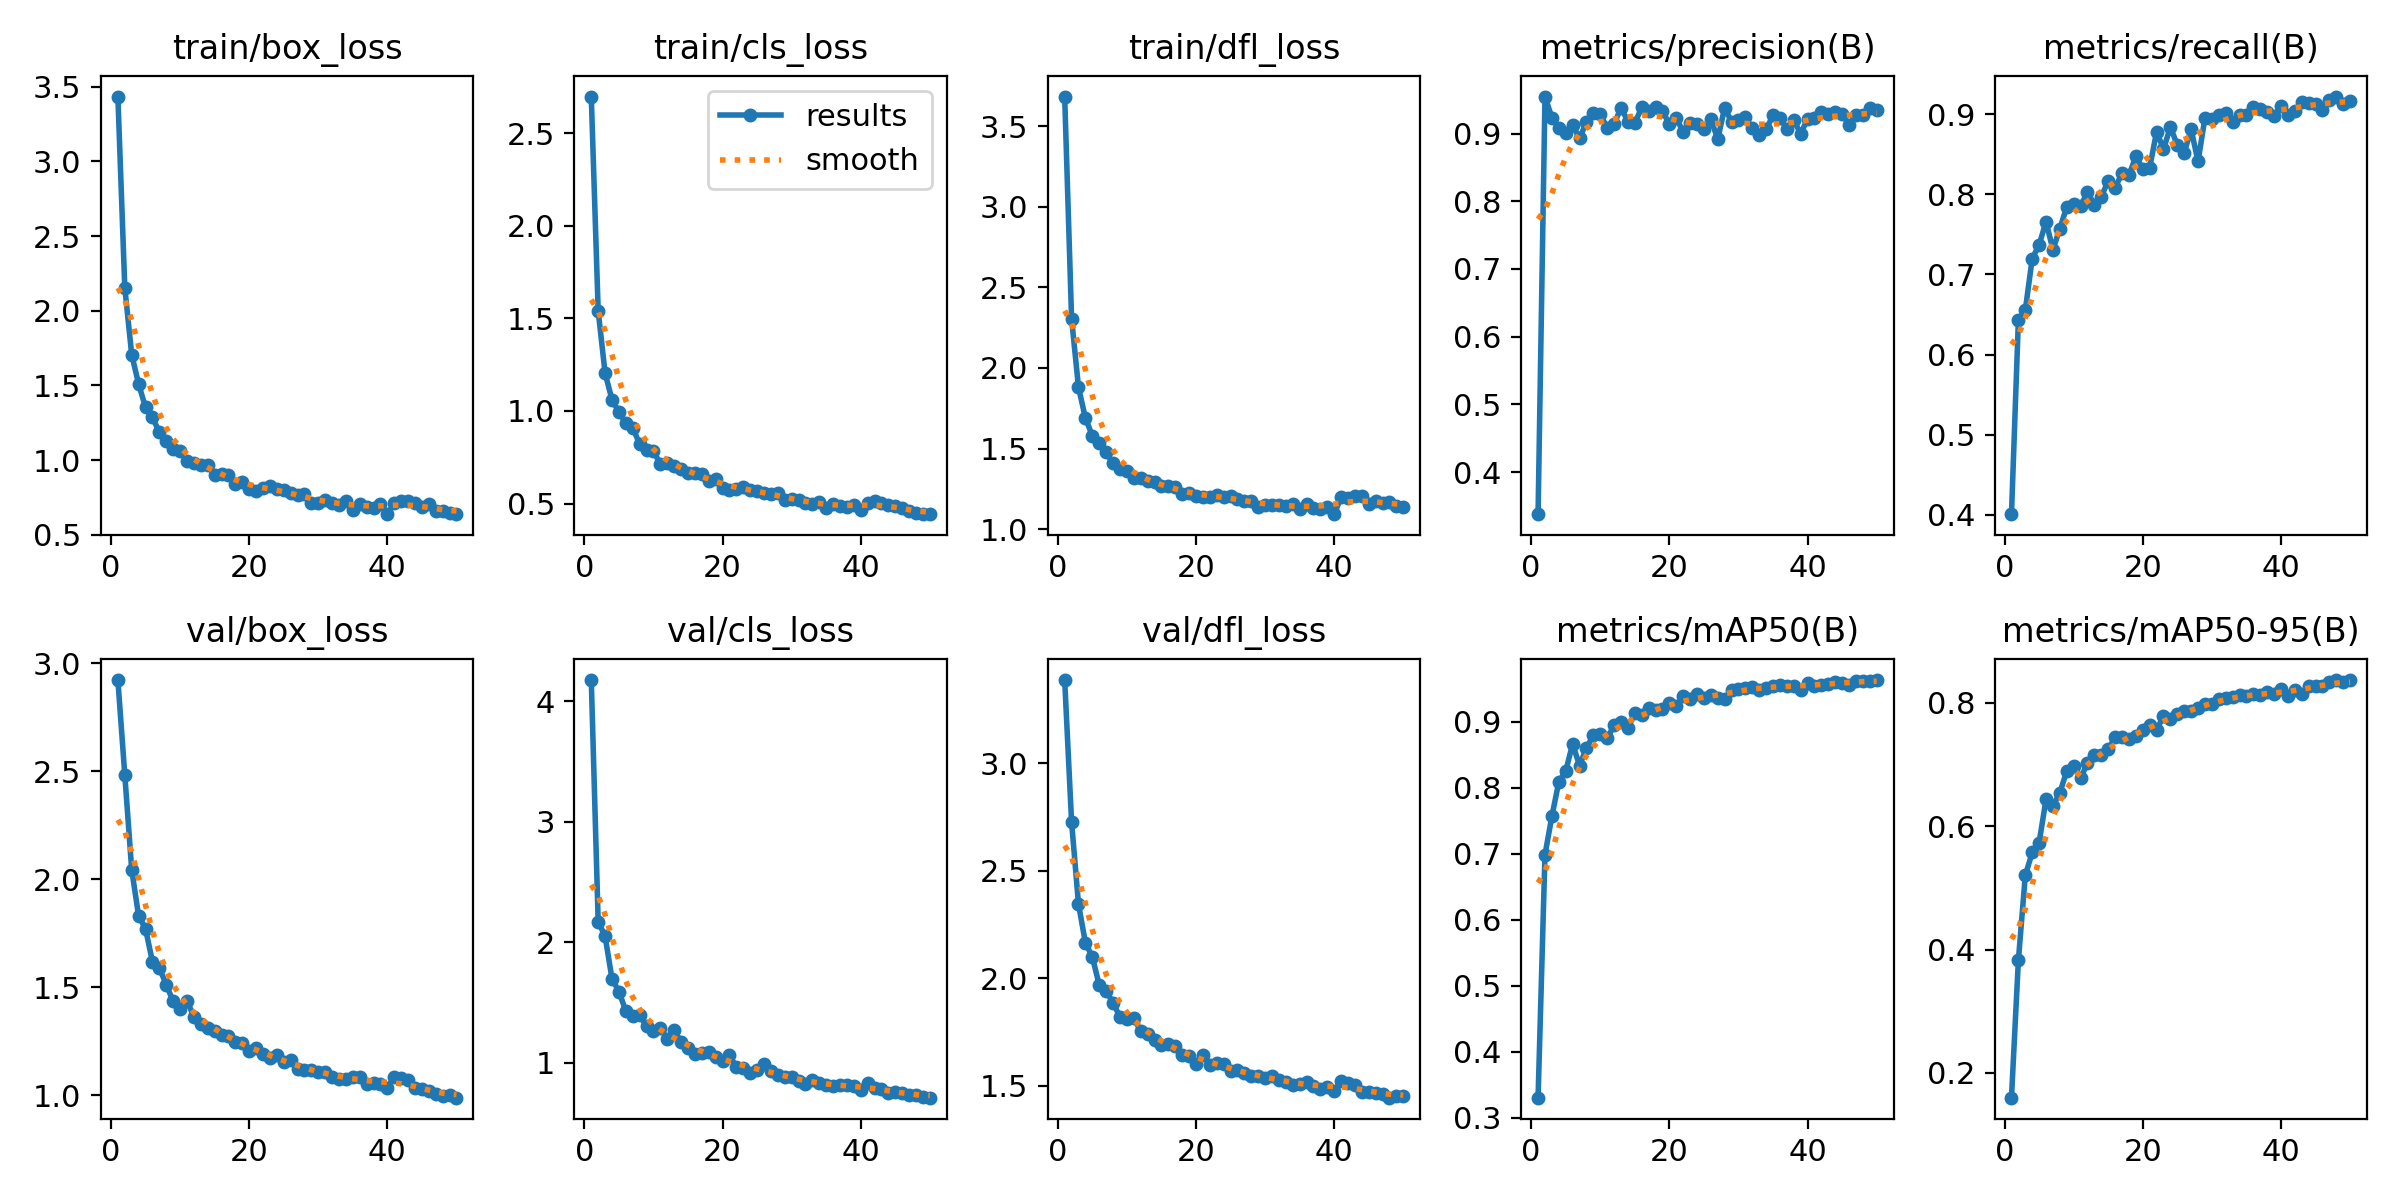 train/box_loss
3.5
3.0
2.5
2.0
1.5
1.0
0.5
0 20 40
train/cls_loss
results
smooth
2.5
2.0
1.5
1.0
0.5
0 20 40
train/dfl_loss
3.5
3.0
2.5
2.0
1.5
1.0
0 20 40
metrics/precision(B)
0.9
0.8
0.7
0.6
0.5
0.4
0 20 40
metrics/recall(B)
0.9
0.8
0.7
0.6
0.5
0.4
0 20 40
val/box_loss
3.0
2.5
2.0
1.5
1.0
0 20 40
val/cls_loss
4
3
2
1
0 20 40
val/dfl_loss
3.0
2.5
2.0
1.5
0 20 40
metrics/mAP50(B)
0.9
0.8
0.7
0.6
0.5
0.4
0.3
0 20 40
metrics/mAP50-95(B)
0.8
0.6
0.4
0.2
0 20 40